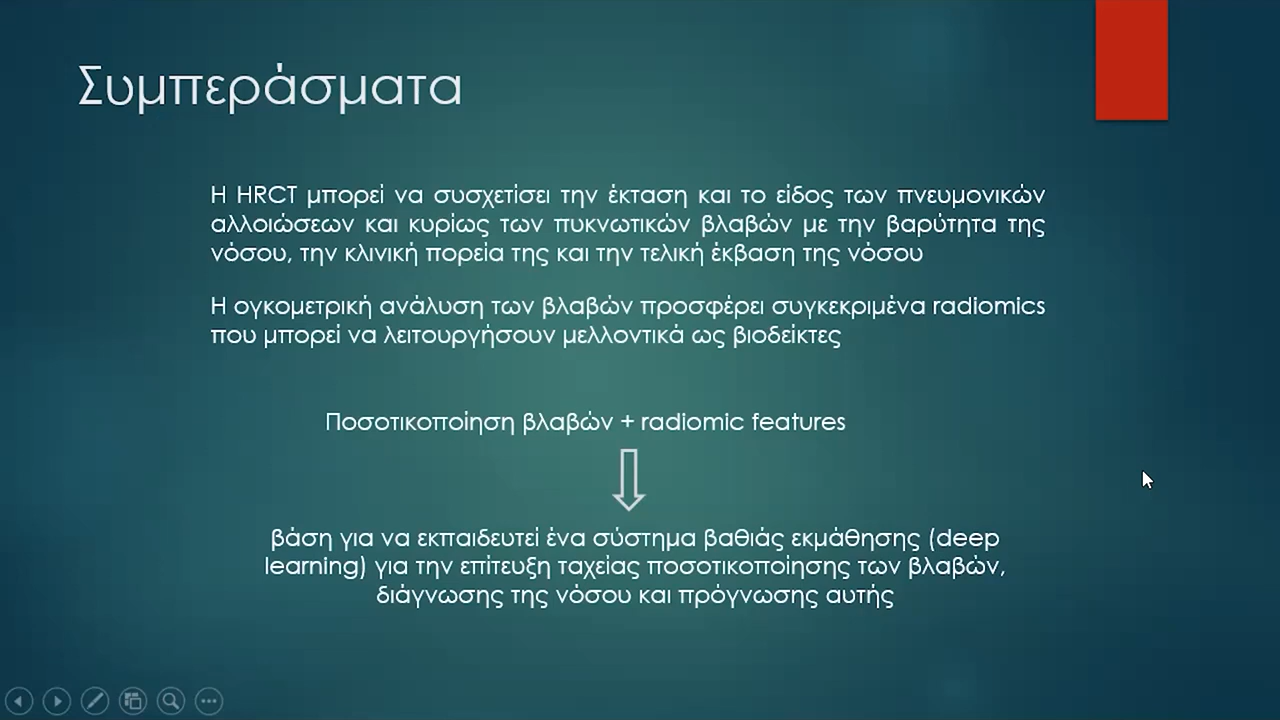 Συμπεράσματα
Η HRCT μπορεί να συσχετίσει την έκταση και το είδος των πνευμονικών
αλλοιώσεων και κυρίως των πυκνωτικών βλαβών με την βαρύτητα της
νόσου, την κλινική πορεία της και την τελική έκβαση της νόσου
Η ογκομετρική ανάλυση των βλαβών προσφέρει συγκεκριμένα radiomics
που μπορεί να λειτουργήσουν μελλοντικά ως βιοδείκτες
Ποσοτικοποίηση βλαβών + radiomic features
βάση για να εκπαιδευτεί ένα σύστημα βαθιάς εκμάθησης (deep
learning) για την επίτευξη ταχείας ποσοτικοποίησης των βλαβών,
διάγνωσης της νόσου και πρόγνωσης αυτής